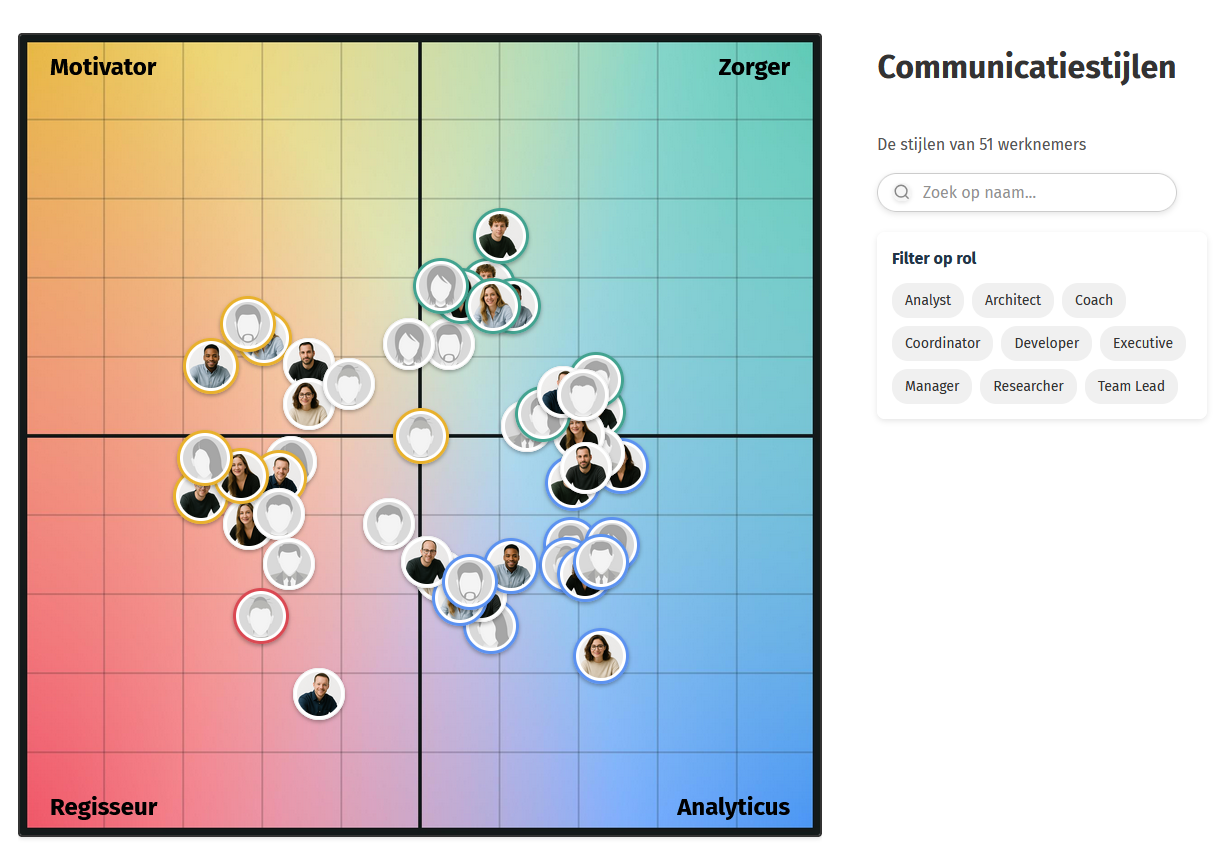 Motivator
Zorger
Regisseur
Analyticus
Communicatiestijlen
De stijlen van 51 werknemers
Zoek op naam...
Filter op rol
Analyst
Architect
Coach
Coordinator
Developer
Executive
Manager
Researcher
Team Lead